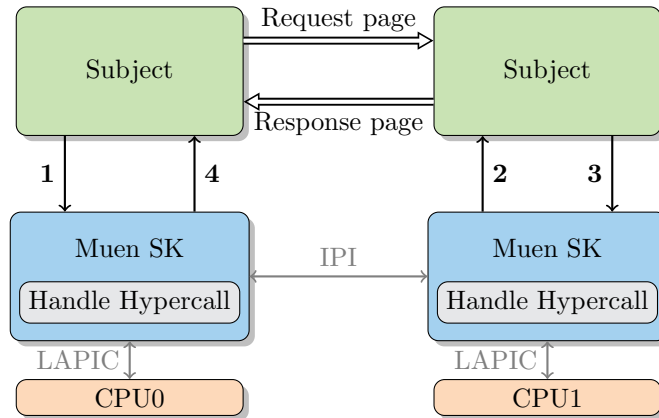 Request page
Subject
Subject
Response page
1
4
2
3
Muen SK
Muen SK
IPI
Handle Hypercall
Handle Hypercall
LAPIC
LAPIC
CPU0
CPU1